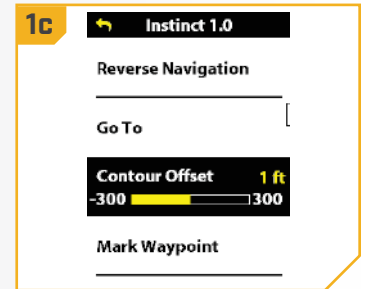 1c
Instinct 1.0
Reverse Navigation
Go To
Contour Offset 1 ft
-300 300
Mark Waypoint